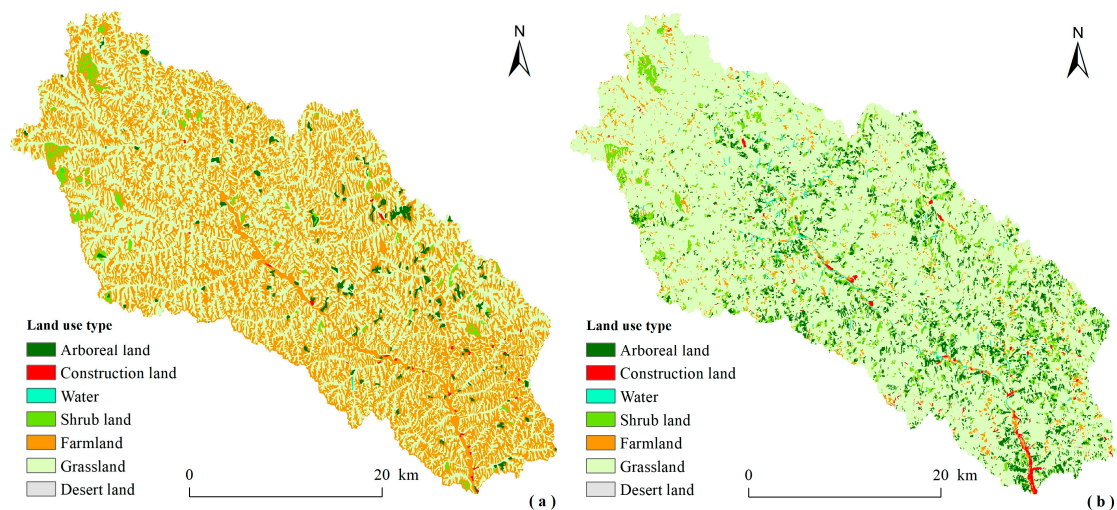 N
Land use type
Arboreal land
Construction land
Water
Shrub land
Farmland
Grassland
Desert land
0 20 km
( a )
N
Land use type
Arboreal land
Construction land
Water
Shrub land
Farmland
Grassland
Desert land
0 20 km
( b )